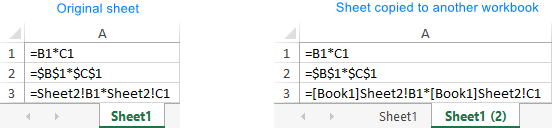 Original sheet
A
1 =B1*C1
2 =$B$1*$C$1
3 =Sheet2!B1*Sheet2!C1
Sheet1
Sheet copied to another workbook
A
1 =B1*C1
2 =$B$1*$C$1
3 =[Book1]Sheet2!B1*[Book1]Sheet2!C1
Sheet1 Sheet1 (2)